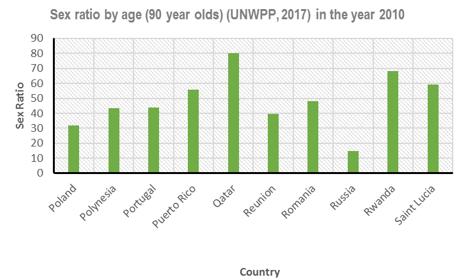 Sex ratio by age (90 year olds) (UNWPP, 2017) in the year 2010
90
80
70
60
50
40
30
20
10
0
Sex Ratio
Poland
Polynesia
Portugal
Puerto Rico
Qatar
Reunion
Romania
Russia
Rwanda
Saint Lucia
Country